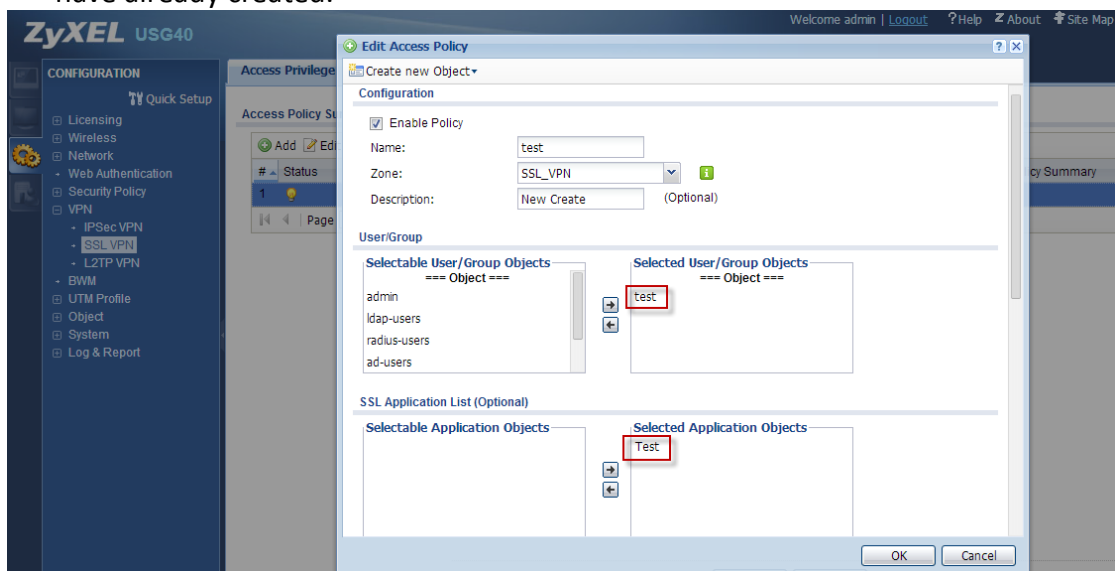 have already created.
Welcome admin | Logout ?Help Z About Site Map
ZyXEL USG40
CONFIGURATION
Quick Setup
Licensing
Wireless
Network
Web Authentication
Security Policy
VPN
IPSec VPN
SSL VPN
L2TP VPN
BWM
UTM Profile
Object
System
Log & Report
Access Privilege
Access Policy Su
Add Edi
# Status
cy Summary
1
Page
Edit Access Policy
Create new Object
Configuration
Enable Policy
Name: test
Zone: SSL_VPN
Description: New Create (Optional)
User/Group
Selectable User/Group Objects
=== Object ===
admin
ldap-users
radius-users
ad-users
Selected User/Group Objects
=== Object ===
test
SSL Application List (Optional)
Selectable Application Objects
Selected Application Objects
Test
OK Cancel